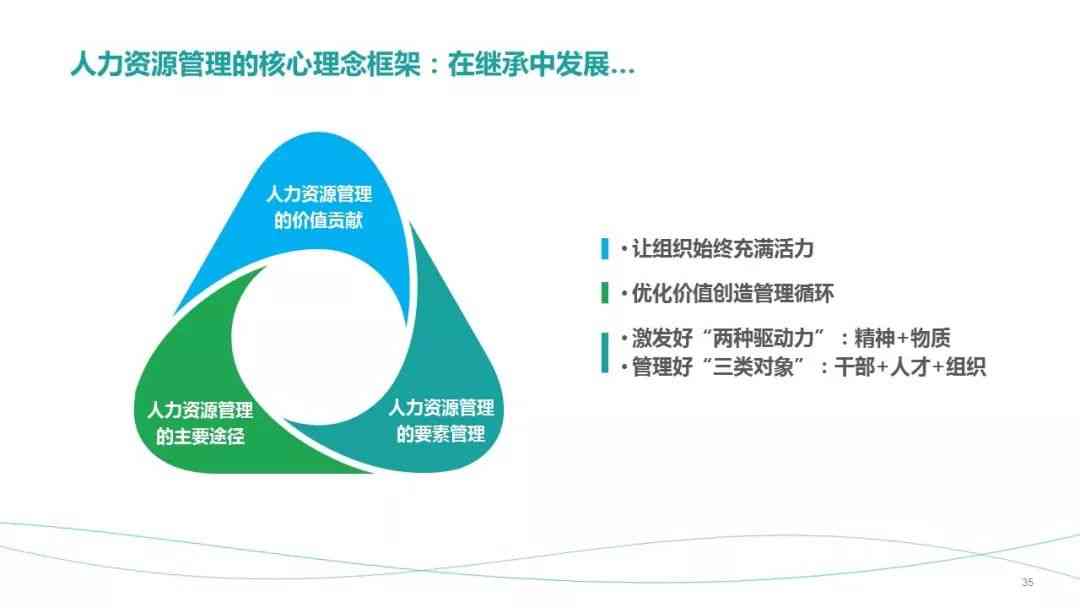 人力资源管理的核心理念框架：在继承中发展...
人力资源管理
的价值贡献
人力资源管理
的主要途径
人力资源管理
的要素管理
•让组织始终充满活力
•优化价值创造管理循环
•激发好“两种驱动力”：精神+物质
•管理好“三类对象”：干部+人才+组织
35